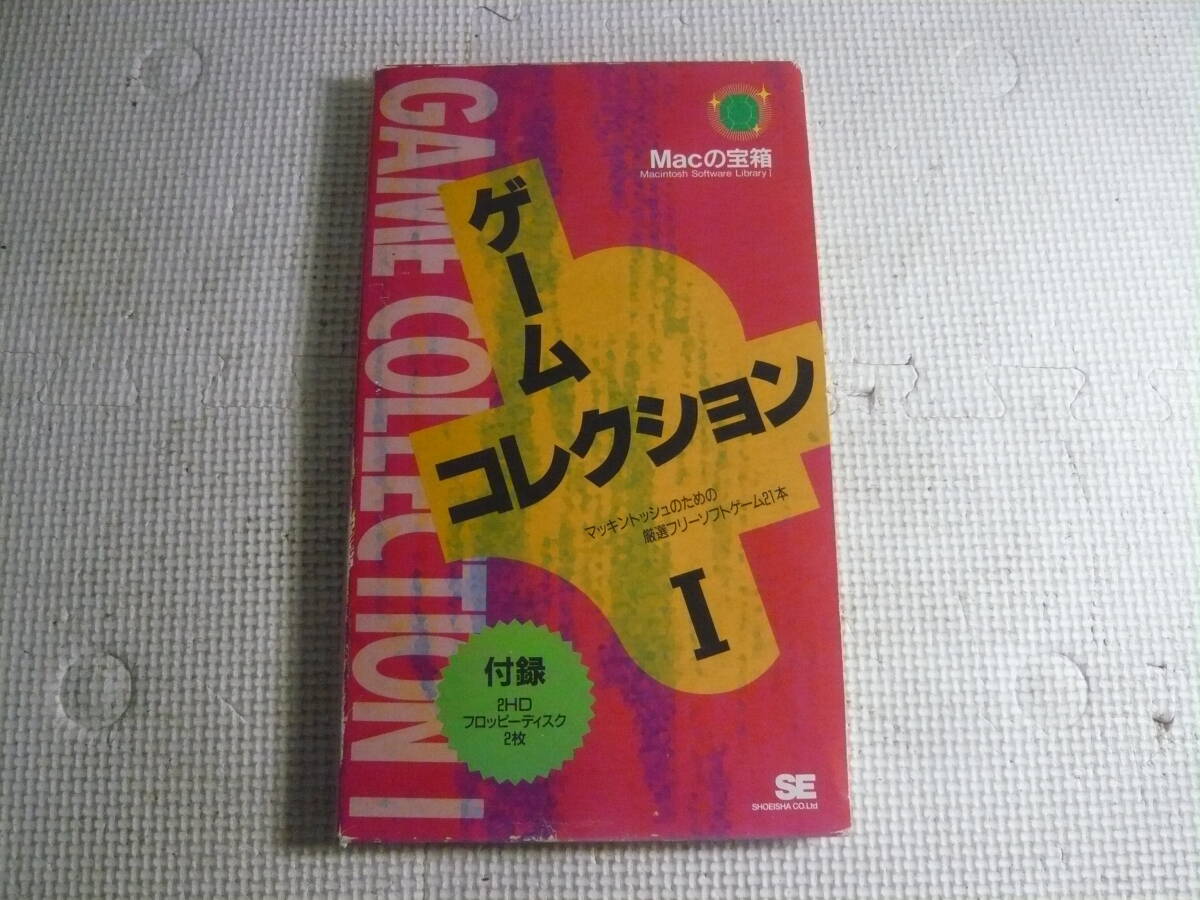 GAME COLLECTION I
Macの宝箱
Macintosh Software Library 1
ゲーム
コレクション
マッキントッシュのための
厳選フリーソフトゲーム21本
I
付録
2HD
フロッピーディスク
2枚
SE
SHOEISHA CO.Ltd